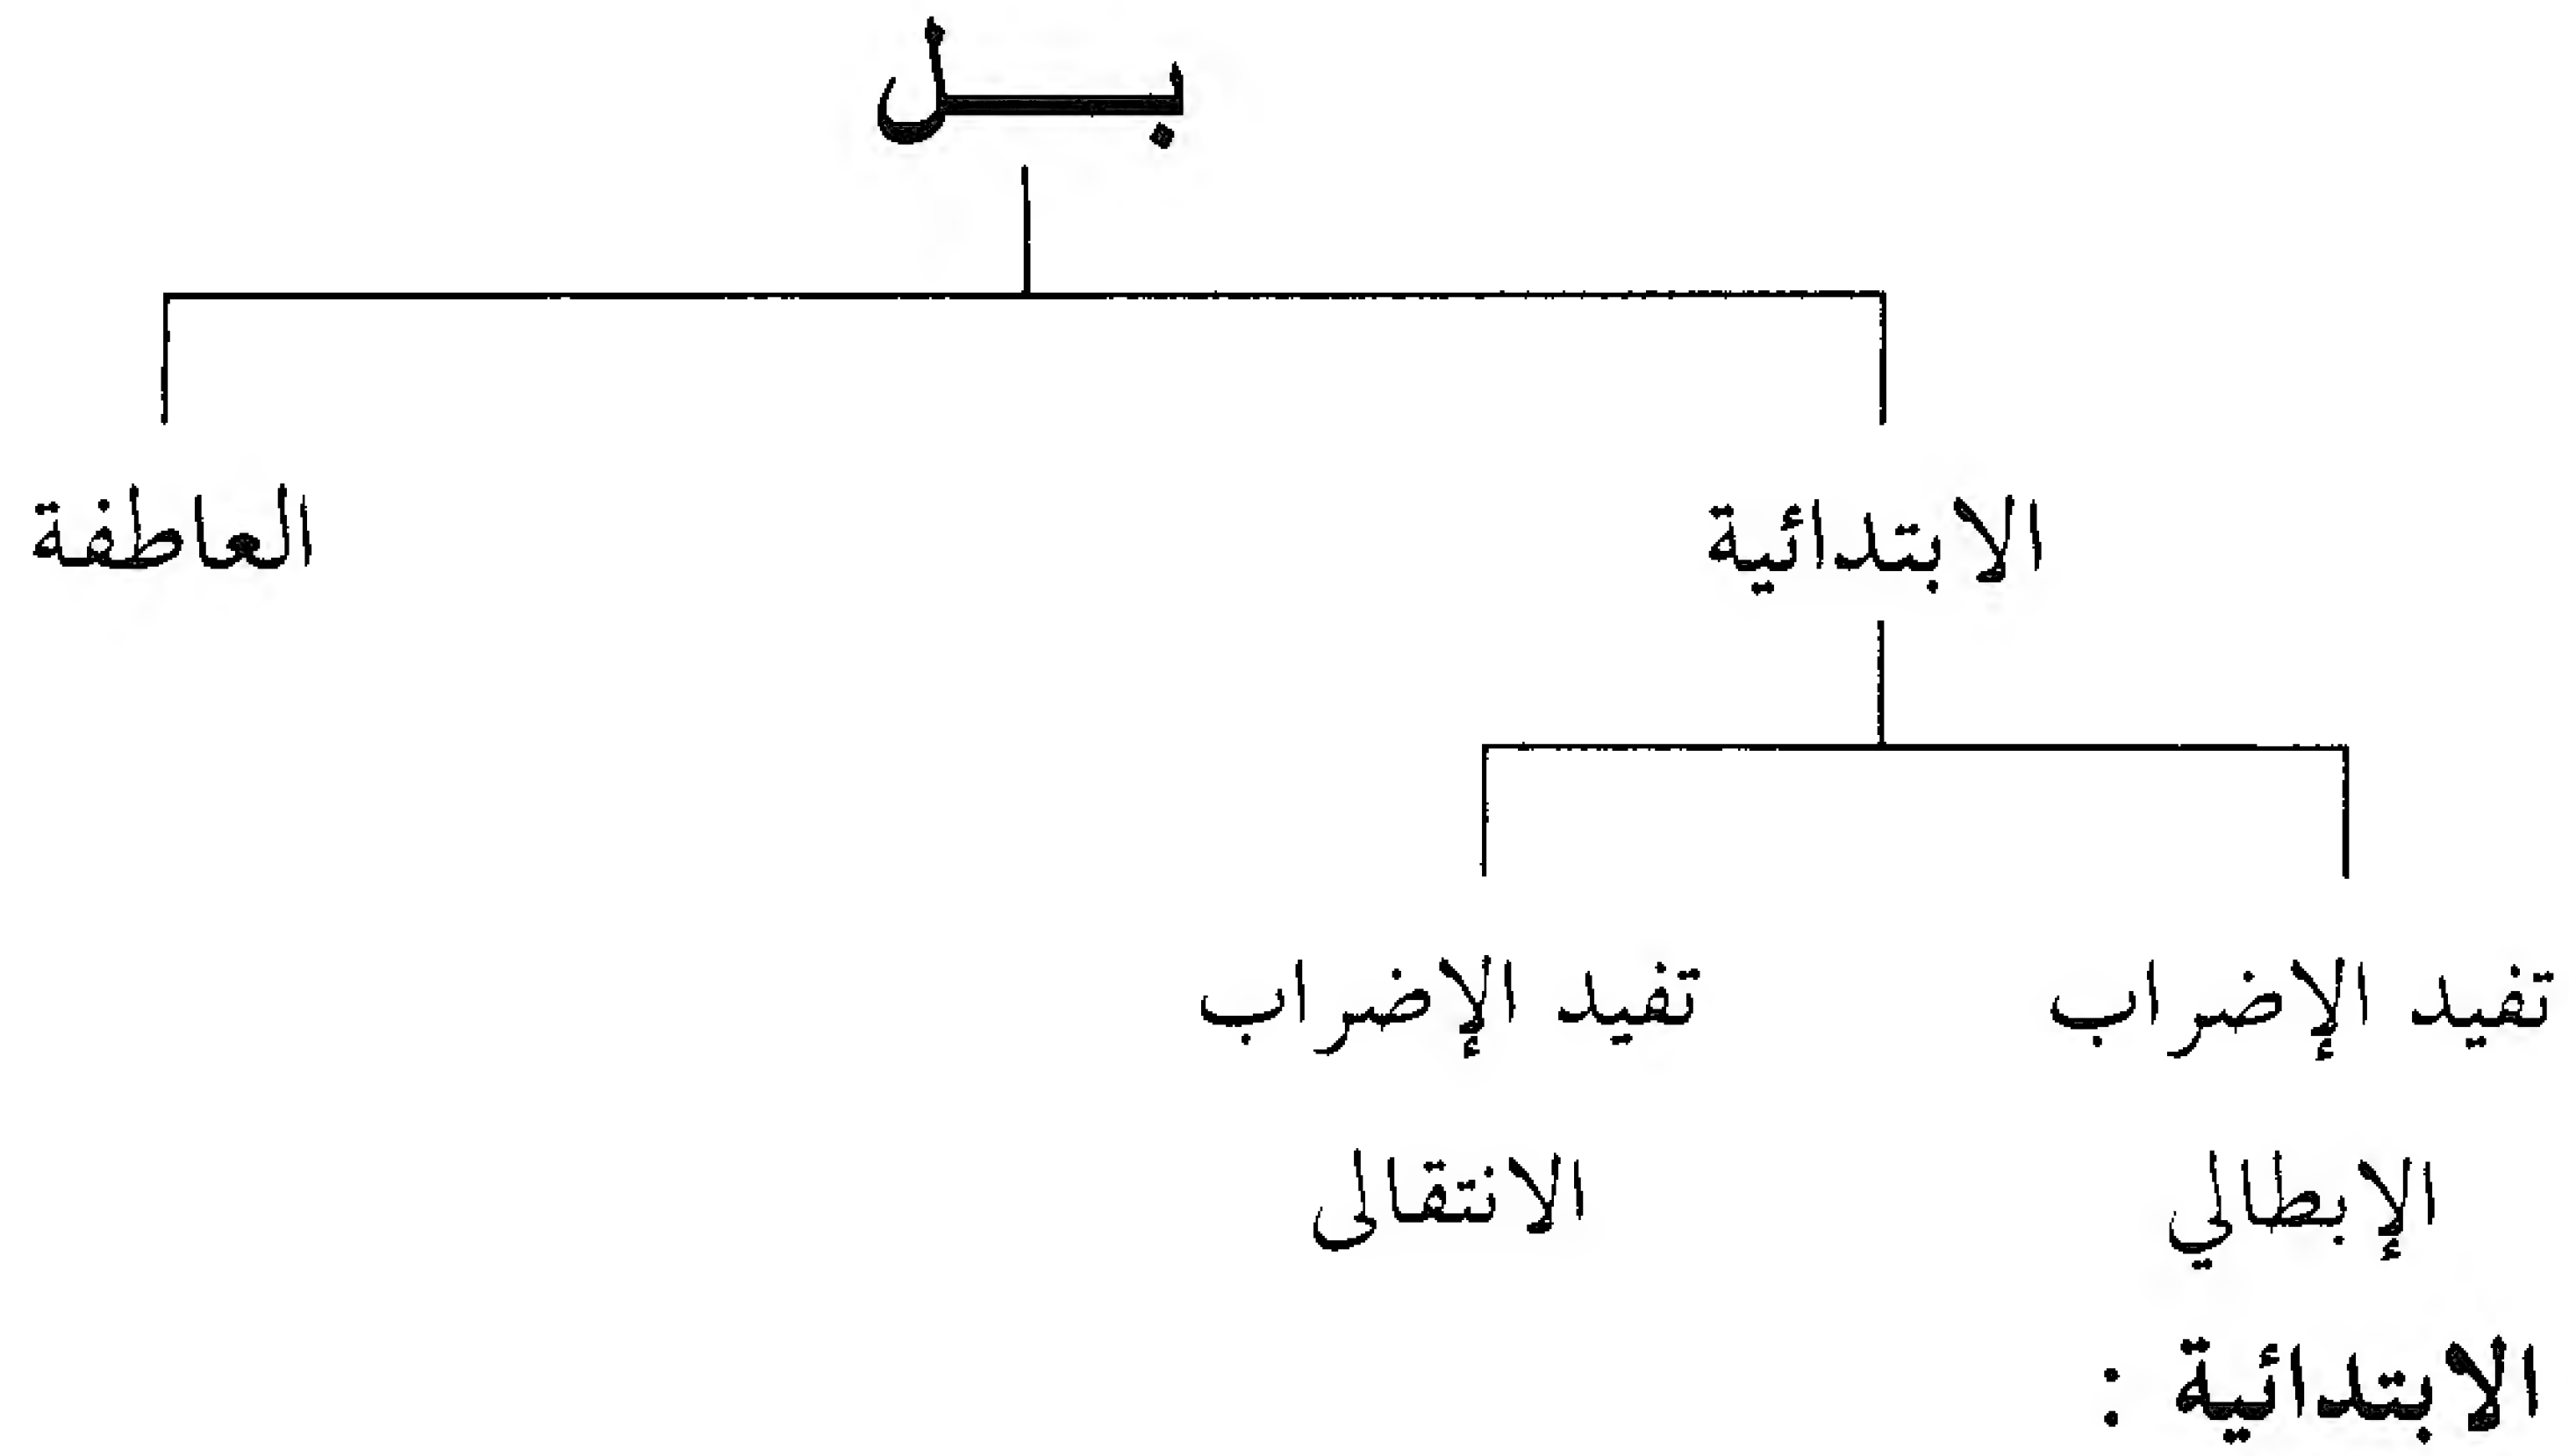 بـــل
الابتدائية العاطفة
تفيد الإضراب تفيد الإضراب
الإبطالي الانتقالى
الابتدائية :